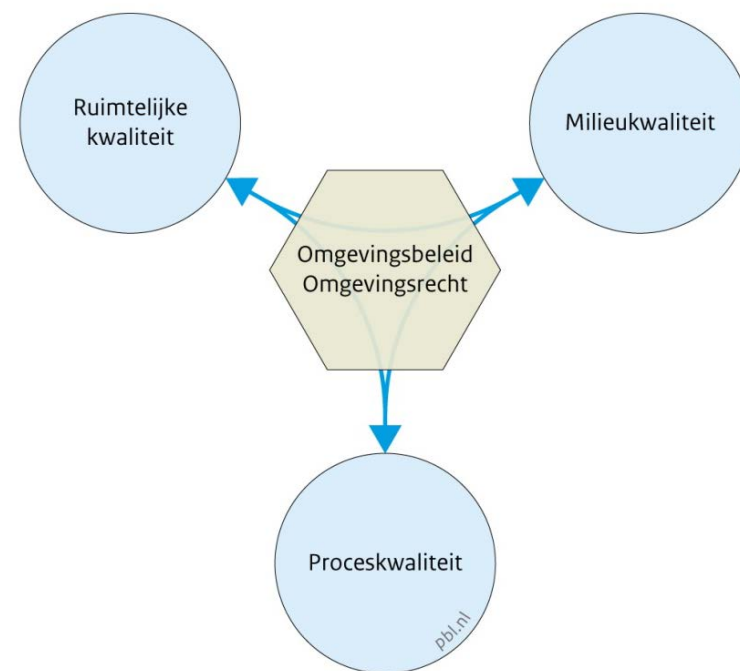 Ruimtelijke
kwaliteit
Milieukwaliteit
Omgevingsbeleid
Omgevingsrecht
Proceskwaliteit
pbl.nl